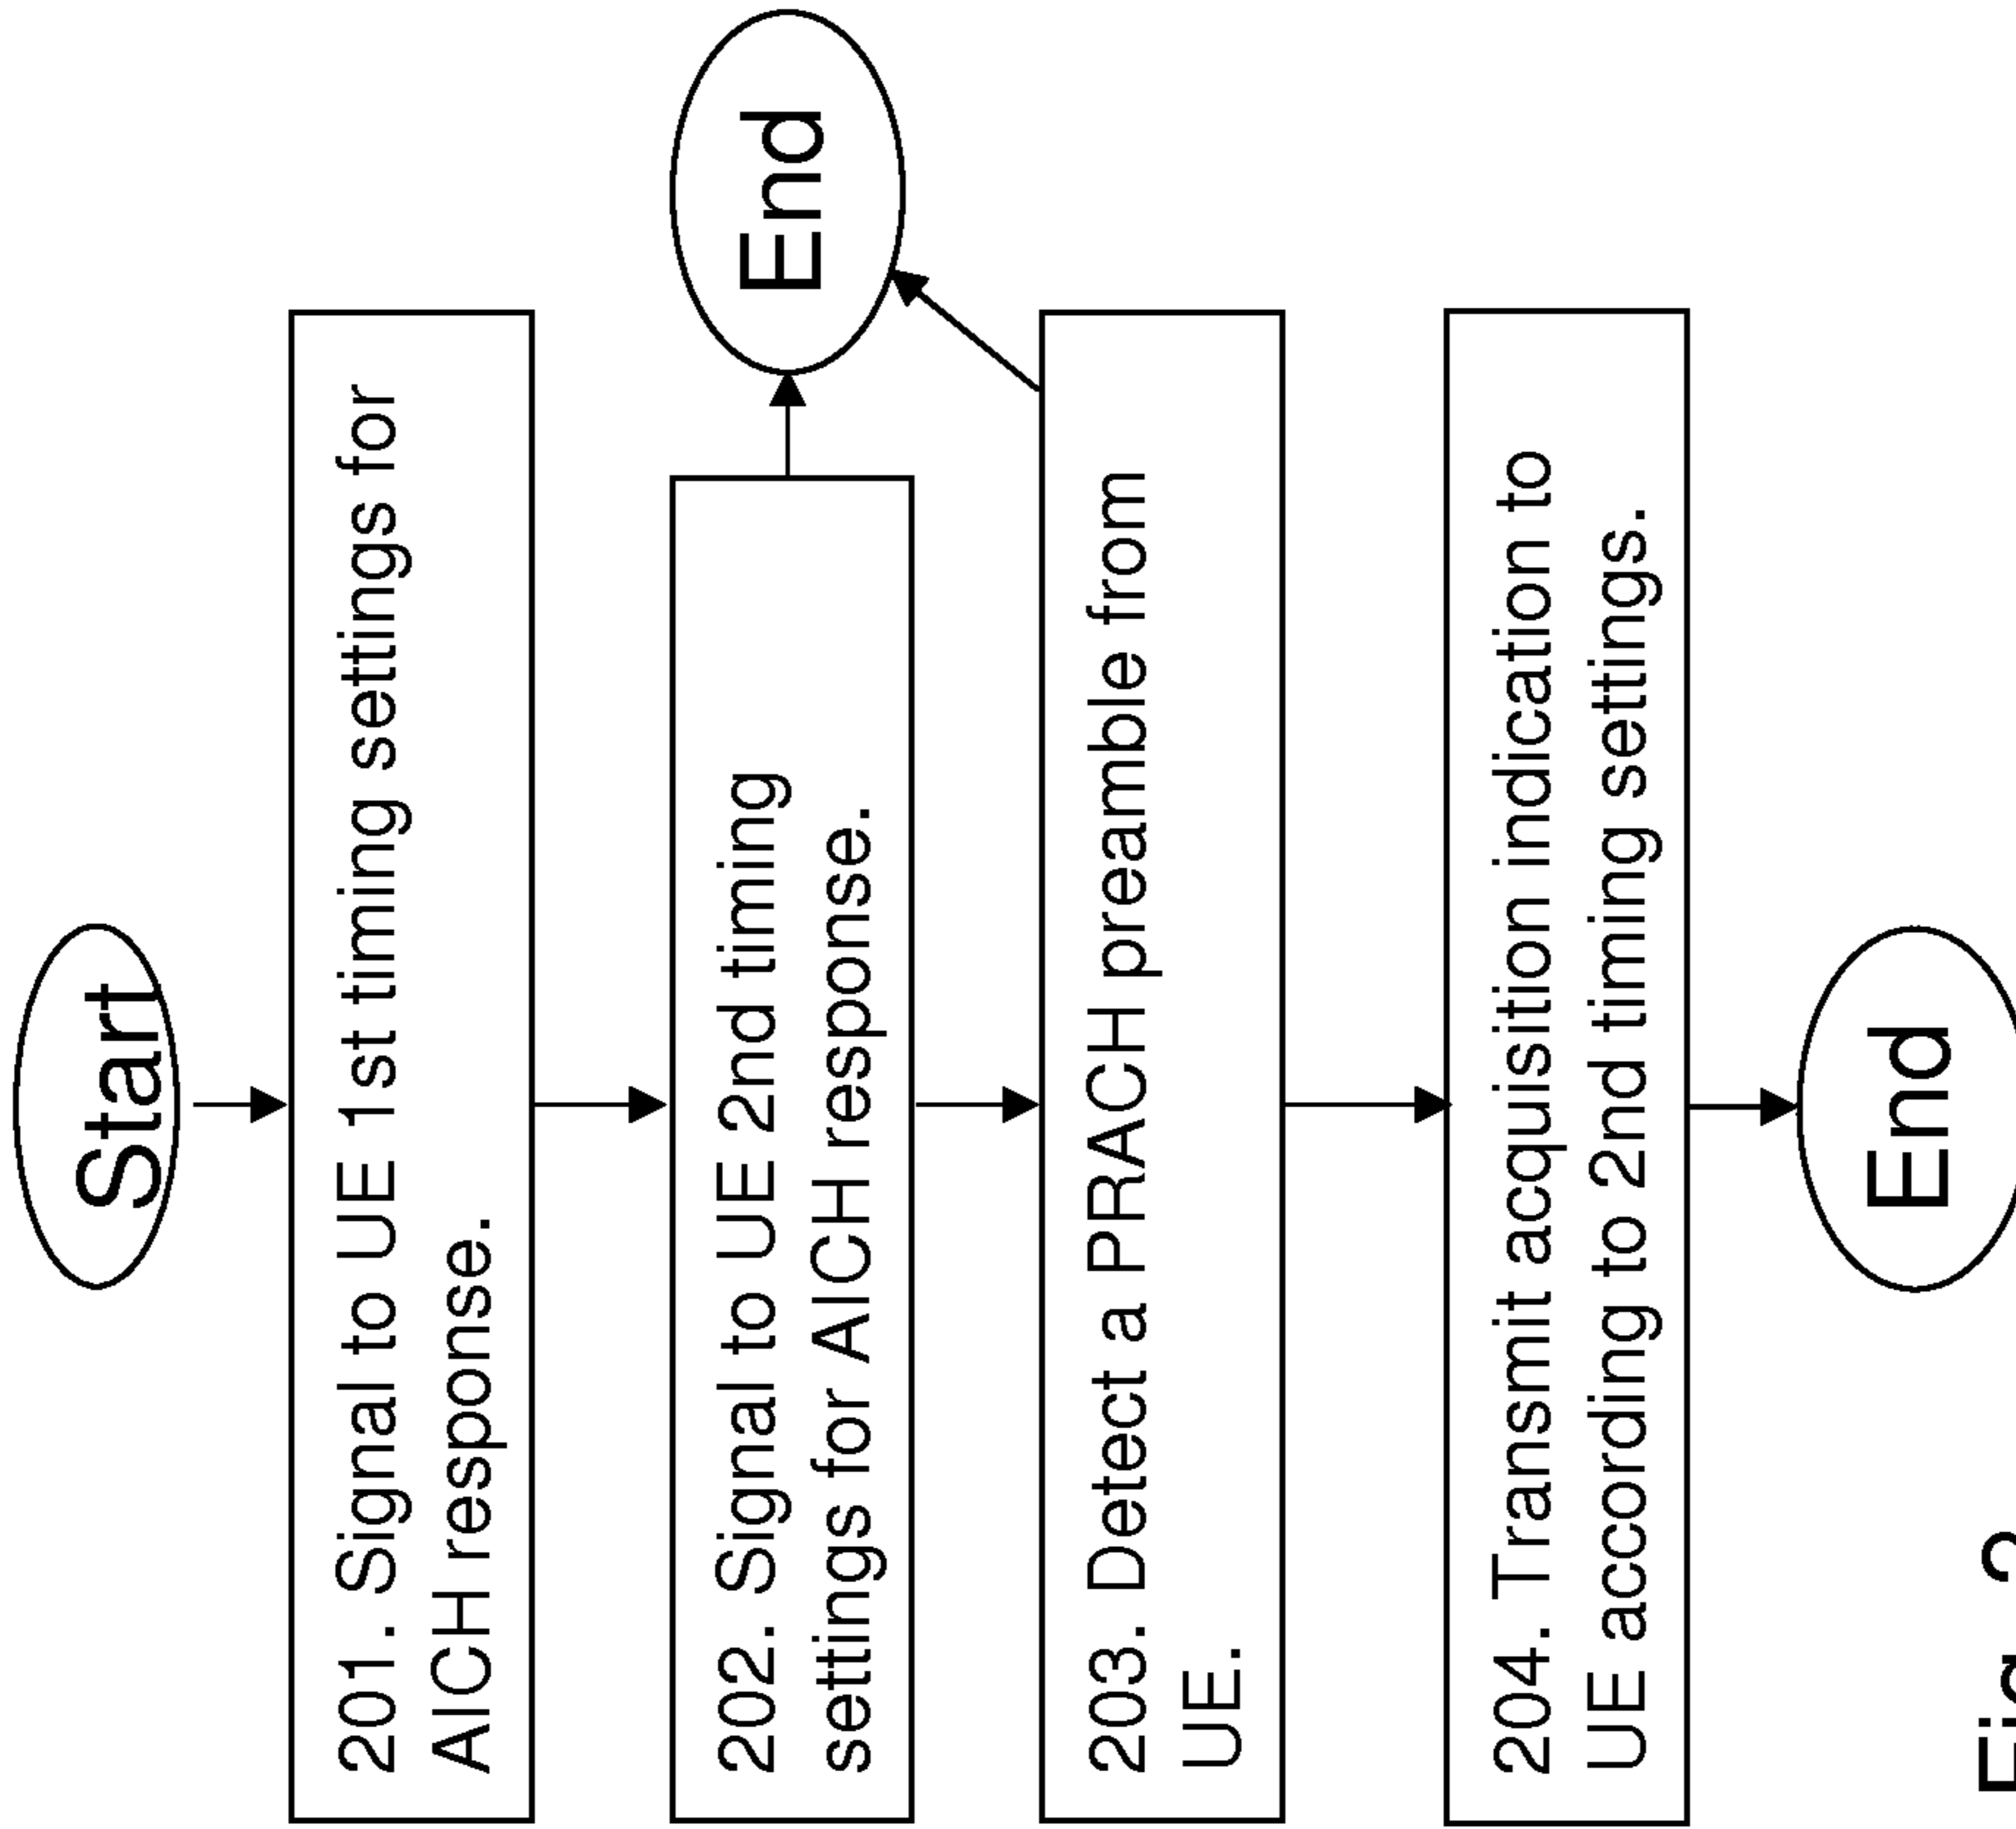 Start
201. Signal to UE 1st timing settings for
AICH response.
202. Signal to UE 2nd timing
settings for AICH response.
End
203. Detect a PRACH preamble from
UE.
204. Transmit acquisition indication to
UE according to 2nd timing settings.
End